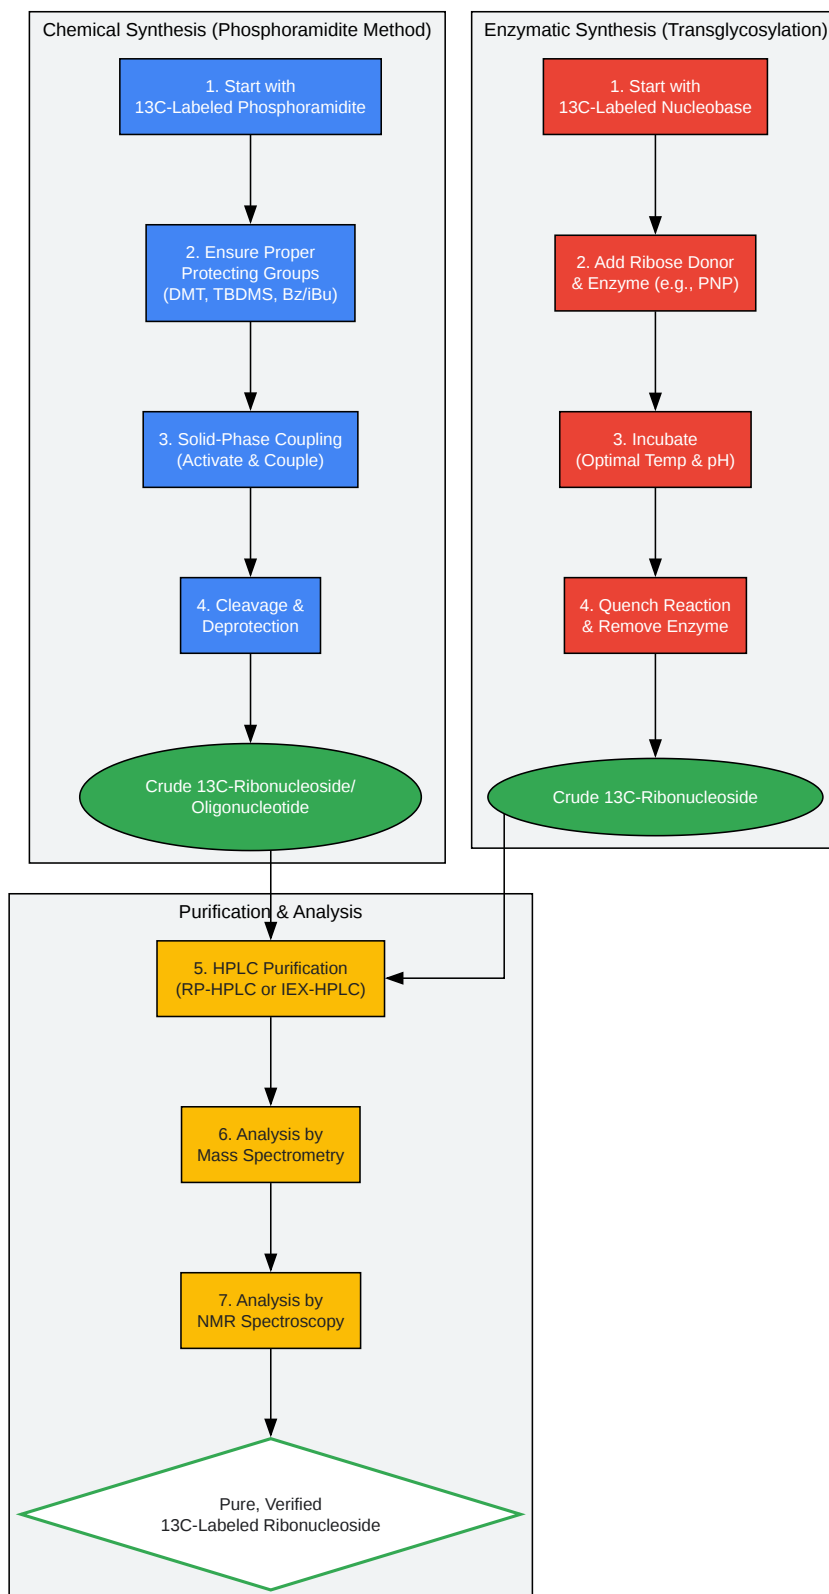 Chemical Synthesis (Phosphoramidite Method)
1. Start with
13C-Labeled Phosphoramidite
2. Ensure Proper
Protecting Groups
(DMT, TBDMS, Bz/iBu)
3. Solid-Phase Coupling
(Activate & Couple)
4. Cleavage &
Deprotection
Crude 13C-Ribonucleoside/
Oligonucleotide
Enzymatic Synthesis (Transglycosylation)
1. Start with
13C-Labeled Nucleobase
2. Add Ribose Donor
& Enzyme (e.g., PNP)
3. Incubate
(Optimal Temp & pH)
4. Quench Reaction
& Remove Enzyme
Crude 13C-Ribonucleoside
Purification & Analysis
5. HPLC Purification
(RP-HPLC or IEX-HPLC)
6. Analysis by
Mass Spectrometry
7. Analysis by
NMR Spectroscopy
Pure, Verified
13C-Labeled Ribonucleoside